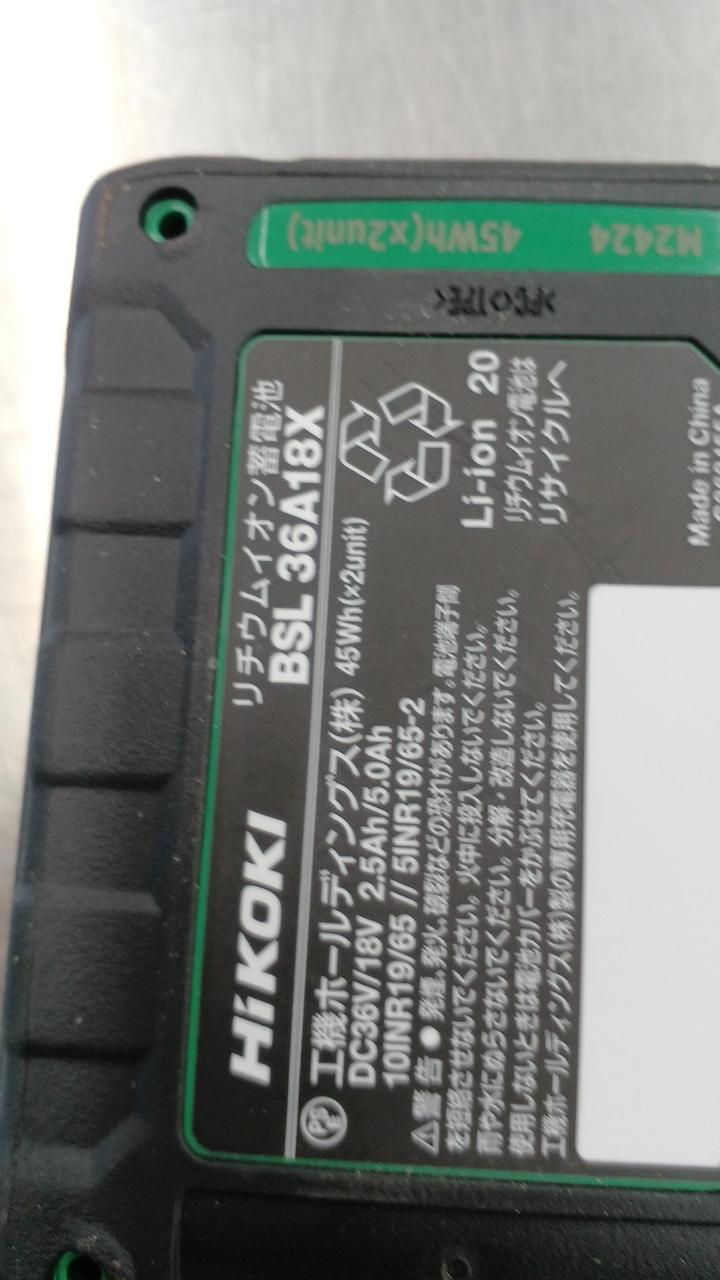 HiKOKI
リチウムイオン蓄電池
BSL 36A18X
PSE
工機ホールディングス(株) 45Wh(×2unit)
DC36V/18V 2.5Ah/5.0Ah
10INR19/65 // 5INR19/65-2
⚠警告 ● 発煙、発火、破裂などの恐れがあります。電池端子間
を短絡させないでください。火中に投入しないでください。
雨や水にぬらさないでください。分解・改造しないでください。
使用しないときは電池カバーをかぶせてください。
工機ホールディングス(株)製の専用充電器を使用してください。
Li-ion 20
リチウムイオン電池は
リサイクルへ
Made in China
M2424 45Wh(x2unit)
>PC◇TPE<